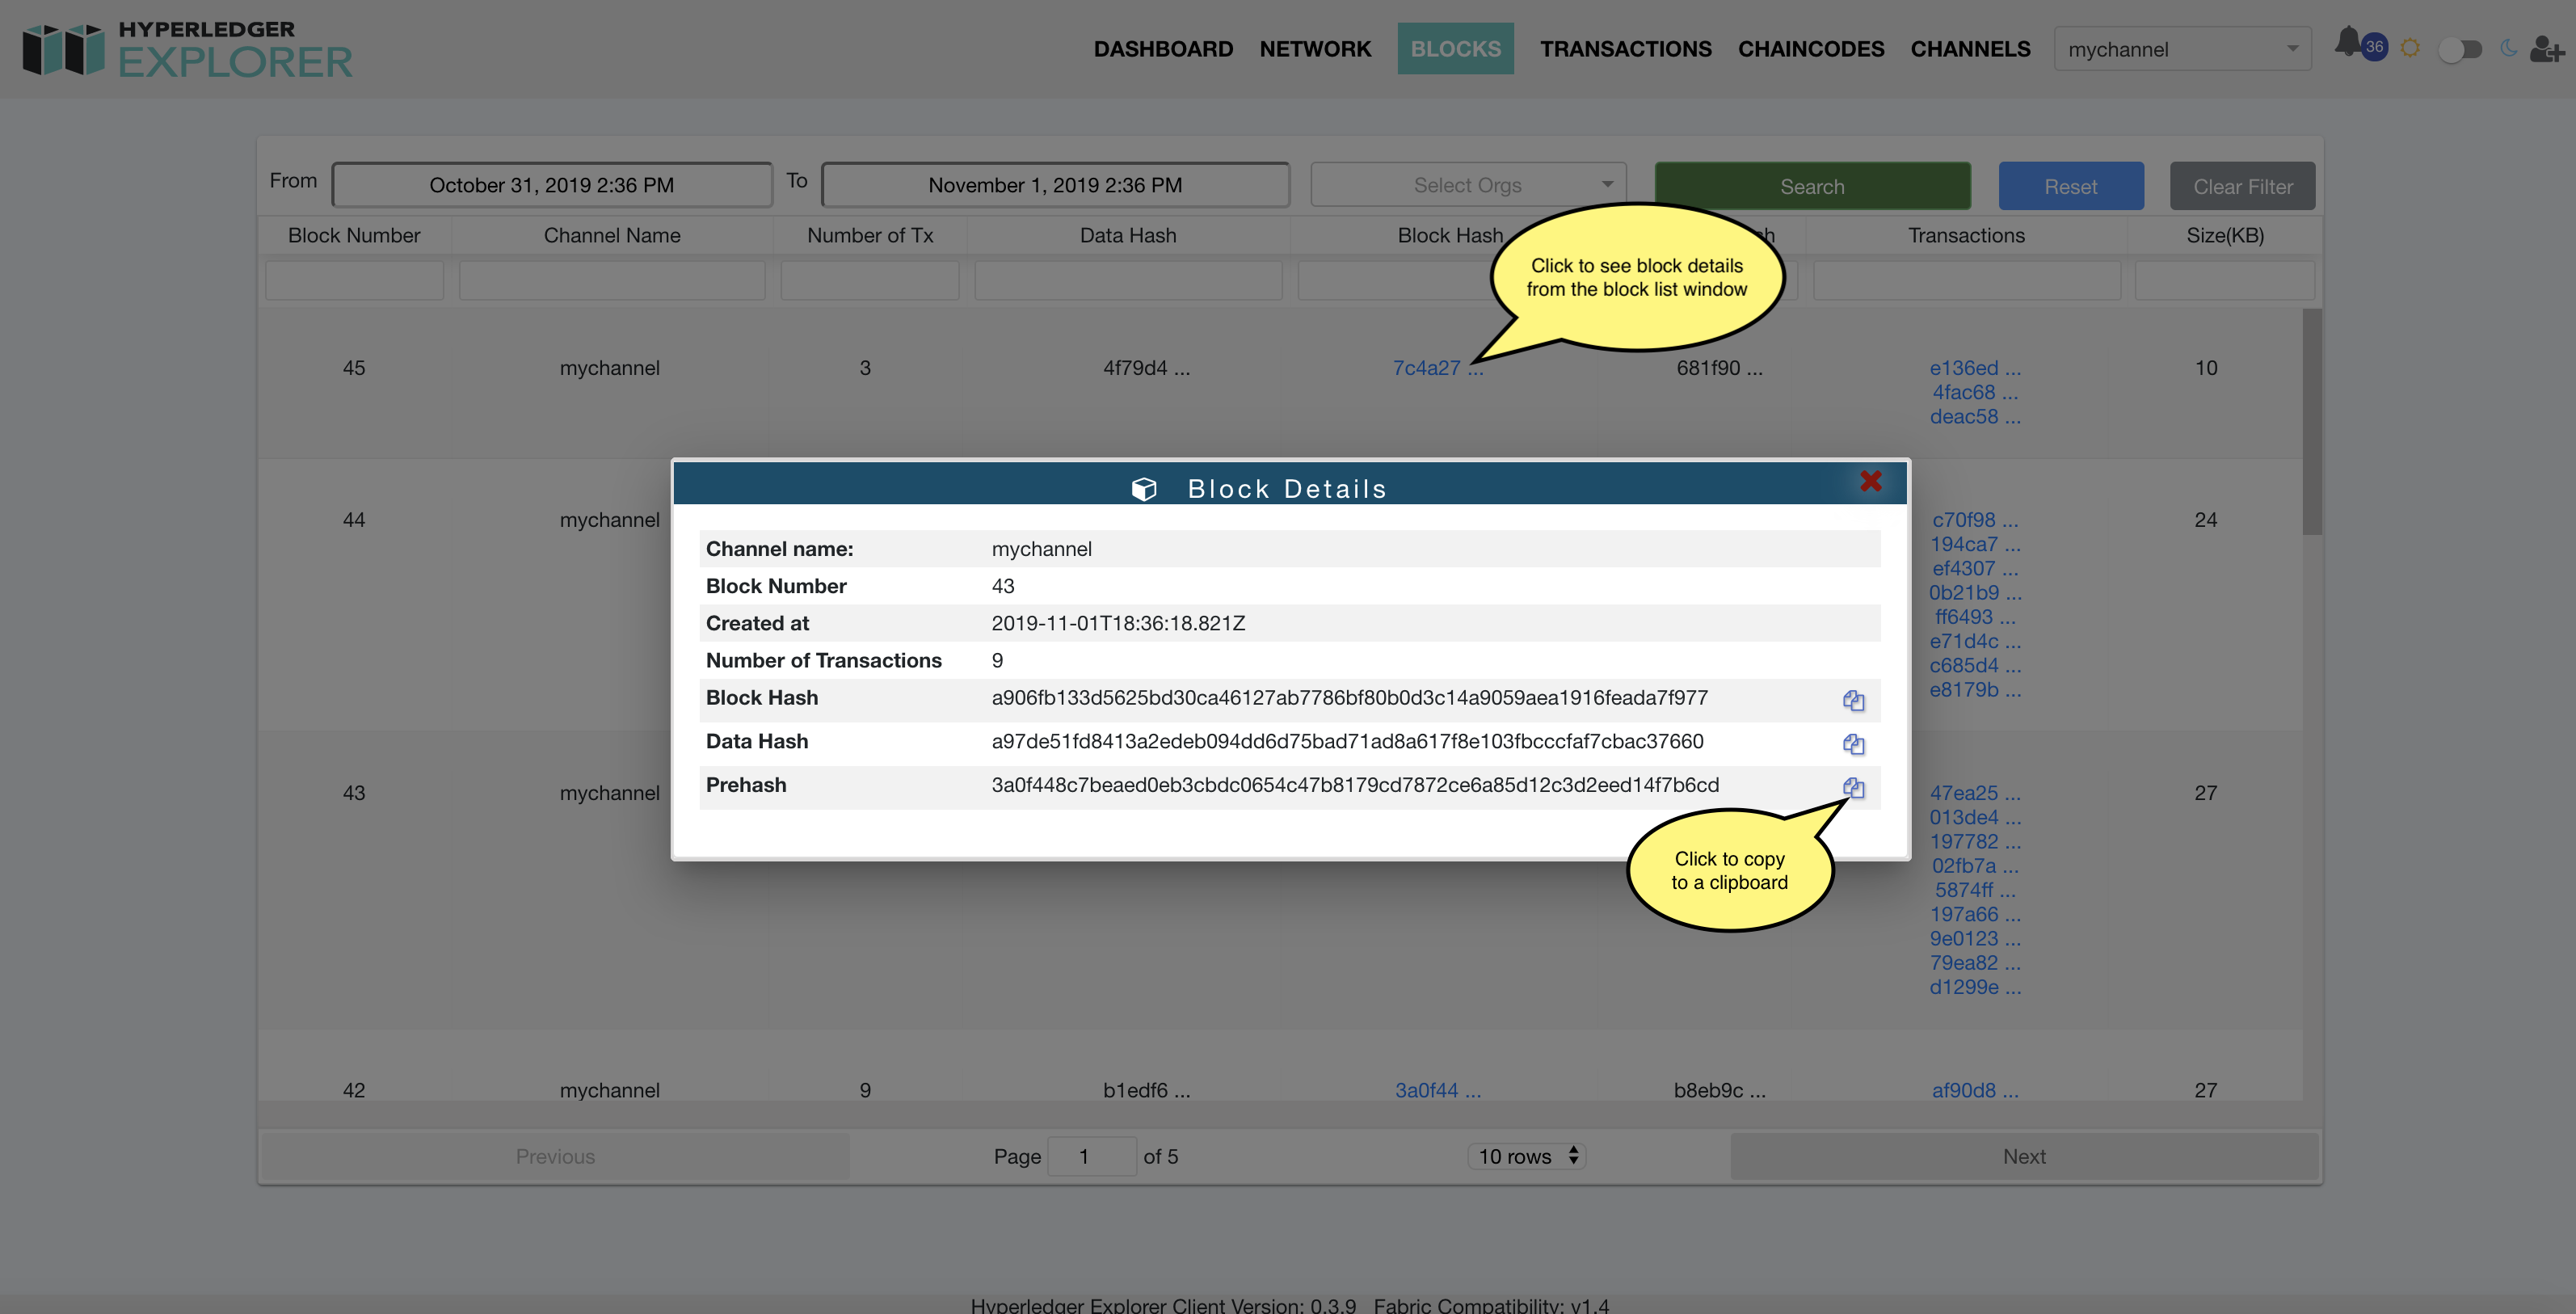 HYPERLEDGER
EXPLORER
DASHBOARD NETWORK BLOCKS TRANSACTIONS CHAINCODES CHANNELS mychannel 36
From October 31, 2019 2:36 PM To November 1, 2019 2:36 PM Select Orgs Search Reset Clear Filter
Block Number Channel Name Number of Tx Data Hash Block Hash Transactions Size(KB)
Click to see block details
from the block list window
45 mychannel 3 4f79d4 ... 7c4a27 ... 681f90 ... e136ed ... 10
4fac68 ...
deac58 ...
Block Details
Channel name: mychannel
Block Number 43
Created at 2019-11-01T18:36:18.821Z
Number of Transactions 9
Block Hash a906fb133d5625bd30ca46127ab7786bf80b0d3c14a9059aea1916feada7f977
Data Hash a97de51fd8413a2edeb094dd6d75bad71ad8a617f8e103fbcccfaf7cbac37660
Prehash 3a0f448c7beaed0eb3cbdc0654c47b8179cd7872ce6a85d12c3d2eed14f7b6cd
Click to copy
to a clipboard
44 mychannel c70f98 ... 24
194ca7 ...
ef4307 ...
0b21b9 ...
ff6493 ...
e71d4c ...
c685d4 ...
e8179b ...
43 mychannel 47ea25 ... 27
013de4 ...
197782 ...
02fb7a ...
5874ff ...
197a66 ...
9e0123 ...
79ea82 ...
d1299e ...
42 mychannel 9 b1edf6 ... 3a0f44 ... b8eb9c ... af90d8 ... 27
Previous Page 1 of 5 10 rows Next
Hyperledger Explorer Client Version: 0.3.9 Fabric Compatibility: v1.4